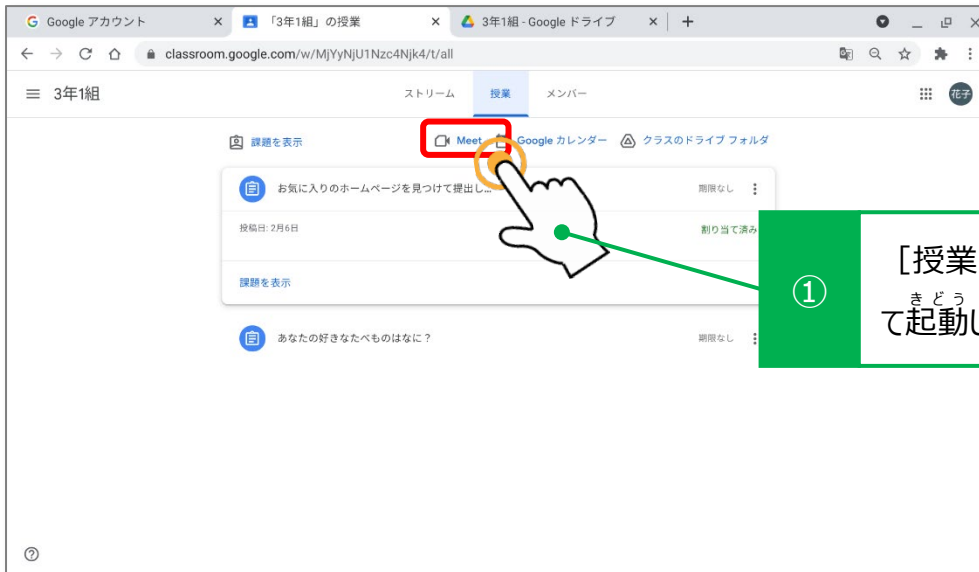 Google アカウント
「3年1組」の授業
3年1組 - Google ドライブ
classroom.google.com/w/MjYyNjU1Nzc4Njk4/t/all
3年1組
ストリーム 授業 メンバー
花子
課題を表示
Meet
Google カレンダー
クラスのドライブ フォルダ
お気に入りのホームページを見つけて提出し...
期限なし
投稿日: 2月6日
割り当て済み
課題を表示
あなたの好きなたべものはなに？
期限なし
①
［授業
きどう
て起動し